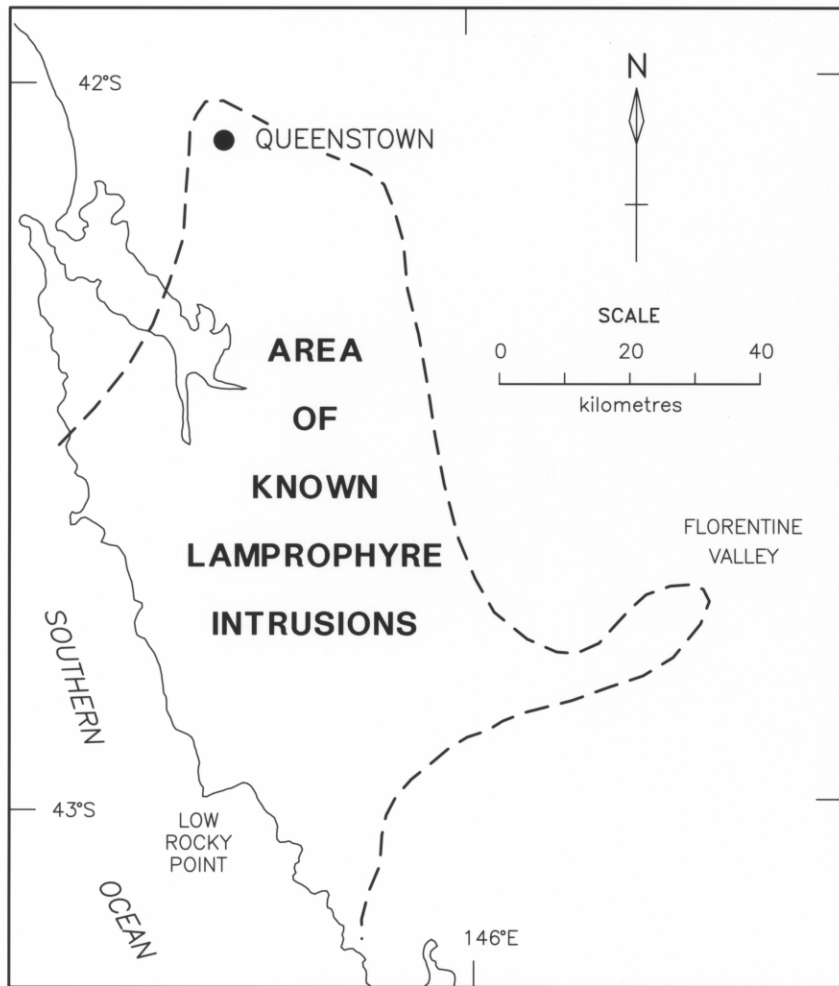 42°S
N
QUEENSTOWN
SCALE
0 20 40
kilometres
AREA
OF
KNOWN
LAMPROPHYRE
INTRUSIONS
FLORENTINE
VALLEY
SOUTHERN
OCEAN
43°S
LOW
ROCKY
POINT
146°E